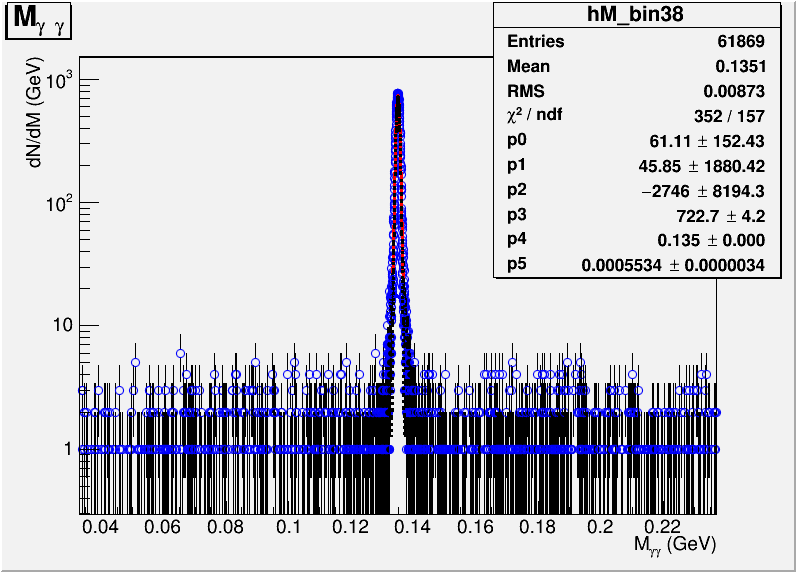 M_γ γ
hM_bin38
Entries 61869
Mean 0.1351
RMS 0.00873
χ² / ndf 352 / 157
p0 61.11 ± 152.43
p1 45.85 ± 1880.42
p2 −2746 ± 8194.3
p3 722.7 ± 4.2
p4 0.135 ± 0.000
p5 0.0005534 ± 0.0000034
dN/dM (GeV)
10³
10²
10
1
0.04 0.06 0.08 0.1 0.12 0.14 0.16 0.18 0.2 0.22
M_γγ (GeV)